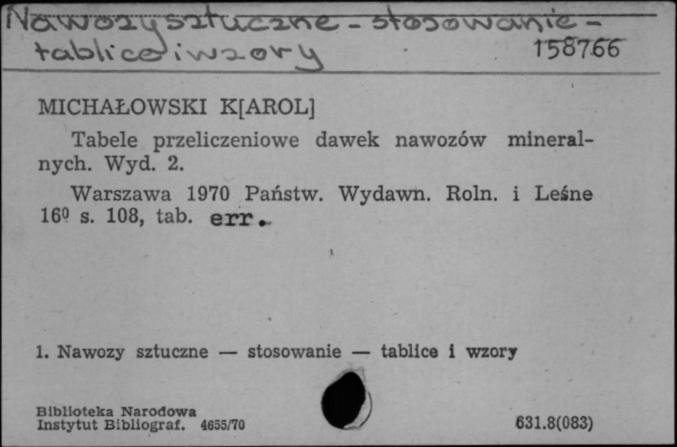 Nawozy sztuczne - stosowanie -
tablice i wzory
158766
MICHAŁOWSKI K[AROL]
Tabele przeliczeniowe dawek nawozów mineral-
nych. Wyd. 2.
Warszawa 1970 Państw. Wydawn. Roln. i Leśne
16º s. 108, tab. err.
1. Nawozy sztuczne — stosowanie — tablice i wzory
Biblioteka Narodowa
Instytut Bibliograf. 4655/70
631.8(083)